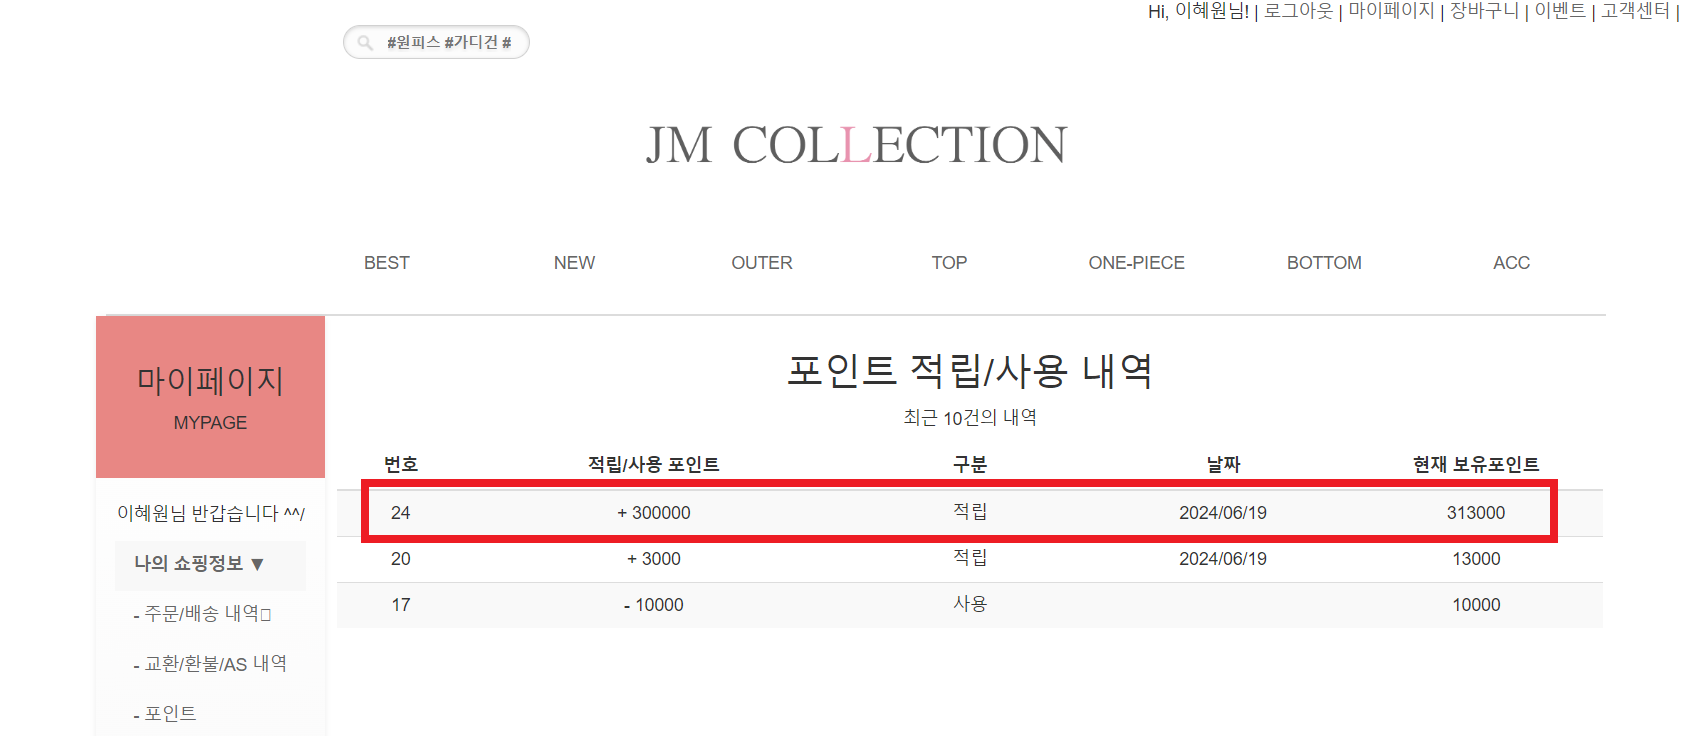 Hi, 이혜원님! | 로그아웃 | 마이페이지 | 장바구니 | 이벤트 | 고객센터 |
#원피스 #가디건 #
JM COLLECTION
BEST NEW OUTER TOP ONE-PIECE BOTTOM ACC
마이페이지
MYPAGE
이혜원님 반갑습니다 ^^/
나의 쇼핑정보 ▼
- 주문/배송 내역
- 교환/환불/AS 내역
- 포인트
포인트 적립/사용 내역
최근 10건의 내역
번호 적립/사용 포인트 구분 날짜 현재 보유포인트
24 + 300000 적립 2024/06/19 313000
20 + 3000 적립 2024/06/19 13000
17 - 10000 사용 10000